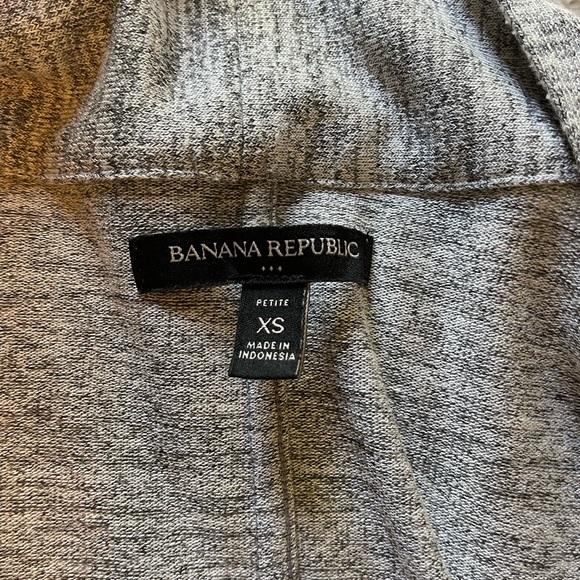 BANANA REPUBLIC
PETITE
XS
MADE IN
INDONESIA